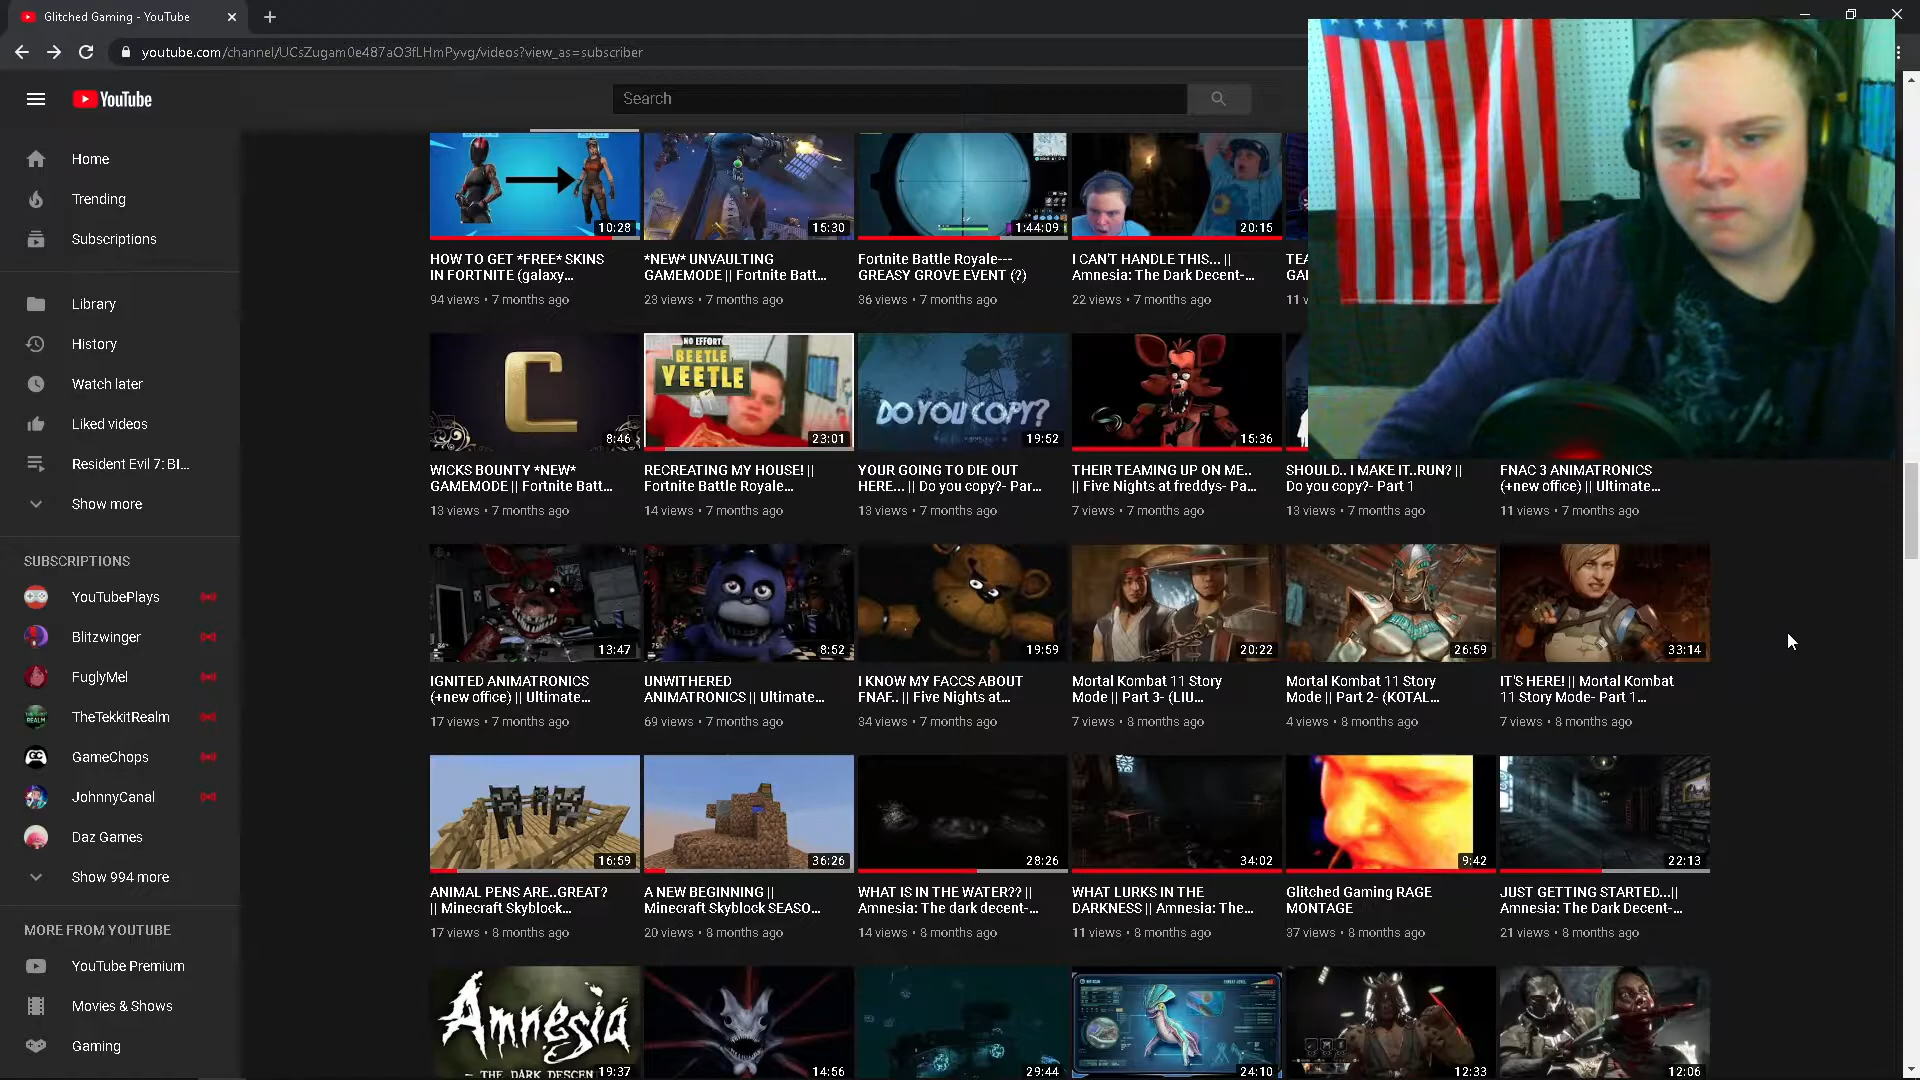 Glitched Gaming - YouTube
youtube.com/channel/UCsZugam0e487aO3fLHmPyvg/videos?view_as=subscriber
YouTube
Search
Home
Trending
Subscriptions
Library
History
Watch later
Liked videos
Resident Evil 7: BI...
Show more
SUBSCRIPTIONS
YouTubePlays
Blitzwinger
FuglyMel
TheTekkitRealm
GameChops
JohnnyCanal
Daz Games
Show 994 more
MORE FROM YOUTUBE
YouTube Premium
Movies & Shows
Gaming
10:28
15:30
1:44:09
20:15
HOW TO GET *FREE* SKINS
IN FORTNITE (galaxy...
94 views • 7 months ago
*NEW* UNVAULTING
GAMEMODE || Fortnite Batt...
23 views • 7 months ago
Fortnite Battle Royale---
GREASY GROVE EVENT (?)
36 views • 7 months ago
I CAN'T HANDLE THIS... ||
Amnesia: The Dark Decent-...
22 views • 7 months ago
TEA
GAI
11 v
C
8:46
NO EFFORT
BEETLE
YEETLE
23:01
DO YOU COPY?
19:52
15:36
WICKS BOUNTY *NEW*
GAMEMODE || Fortnite Batt...
13 views • 7 months ago
RECREATING MY HOUSE! ||
Fortnite Battle Royale...
14 views • 7 months ago
YOUR GOING TO DIE OUT
HERE... || Do you copy?- Par...
13 views • 7 months ago
THEIR TEAMING UP ON ME..
|| Five Nights at freddys- Pa...
7 views • 7 months ago
SHOULD.. I MAKE IT..RUN? ||
Do you copy?- Part 1
13 views • 7 months ago
FNAC 3 ANIMATRONICS
(+new office) || Ultimate...
11 views • 7 months ago
13:47
8:52
19:59
20:22
26:59
33:14
IGNITED ANIMATRONICS
(+new office) || Ultimate...
17 views • 7 months ago
UNWITHERED
ANIMATRONICS || Ultimate...
69 views • 7 months ago
I KNOW MY FACCS ABOUT
FNAF.. || Five Nights at...
34 views • 7 months ago
Mortal Kombat 11 Story
Mode || Part 3- (LIU...
7 views • 8 months ago
Mortal Kombat 11 Story
Mode || Part 2- (KOTAL...
4 views • 8 months ago
IT'S HERE! || Mortal Kombat
11 Story Mode- Part 1...
7 views • 8 months ago
16:59
36:26
28:26
34:02
9:42
22:13
ANIMAL PENS ARE..GREAT?
|| Minecraft Skyblock...
17 views • 8 months ago
A NEW BEGINNING ||
Minecraft Skyblock SEASO...
20 views • 8 months ago
WHAT IS IN THE WATER?? ||
Amnesia: The dark decent-...
14 views • 8 months ago
WHAT LURKS IN THE
DARKNESS || Amnesia: The...
11 views • 8 months ago
Glitched Gaming RAGE
MONTAGE
37 views • 8 months ago
JUST GETTING STARTED...||
Amnesia: The Dark Decent-...
21 views • 8 months ago
Amnesia
- THE DARK DESCEN
19:37
14:56
29:44
24:10
12:33
12:06